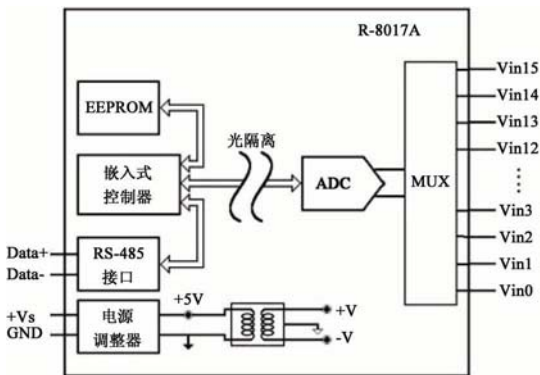 R-8017A
EEPROM
嵌入式
控制器
光隔离
ADC
MUX
Vin15
Vin14
Vin13
Vin12
Vin3
Vin2
Vin1
Vin0
Data+
Data-
RS-485
接口
+Vs
GND
电源
调整器
+5V
+V
-V